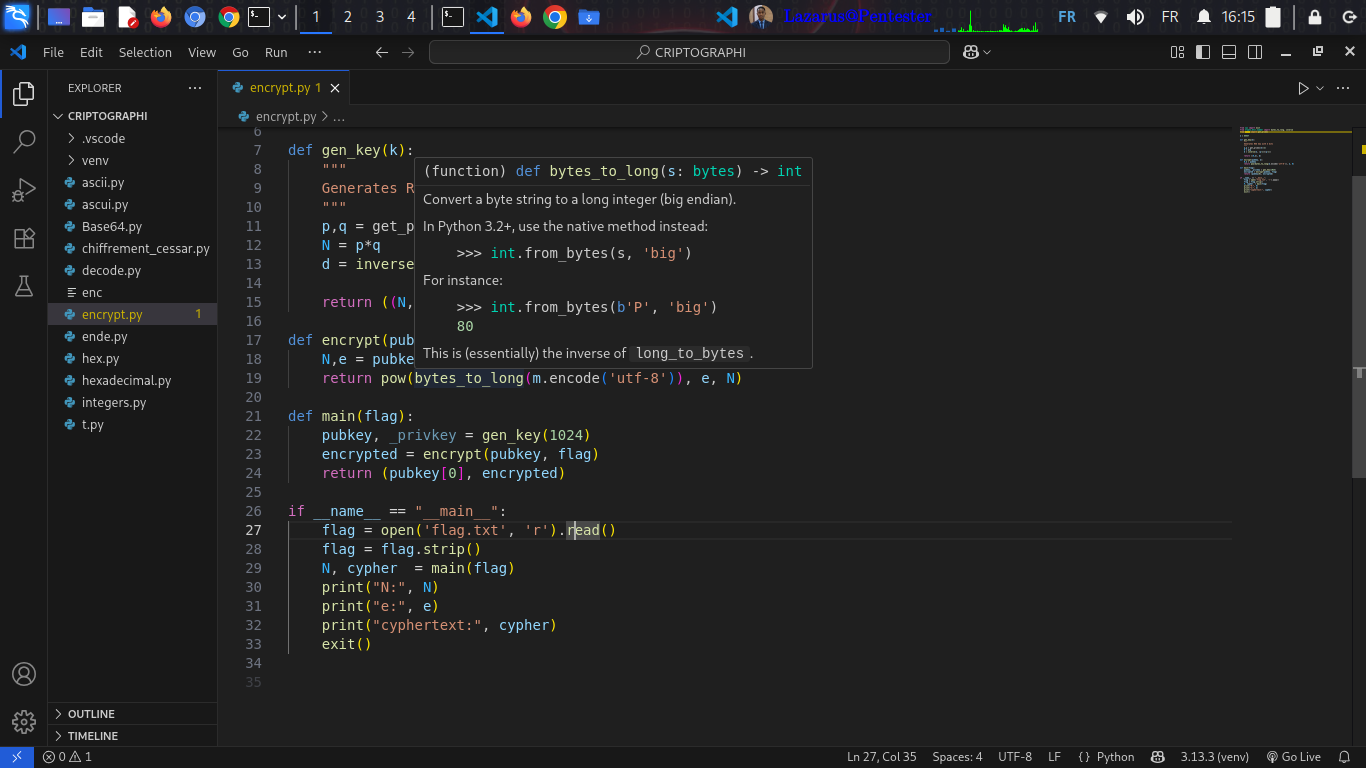 1 2 3 4 Lazarus@Pentester FR FR 16:15
File Edit Selection View Go Run ··· CRIPTOGRAPHI
EXPLORER ···
CRIPTOGRAPHI
.vscode
venv
ascii.py
ascui.py
Base64.py
chiffrement_cessar.py
decode.py
enc
encrypt.py 1
ende.py
hex.py
hexadecimal.py
integers.py
t.py
OUTLINE
TIMELINE
encrypt.py 1
encrypt.py > ...
6
7 def gen_key(k):
8 """
9 Generates R
10 """
11 p,q = get_p
12 N = p*q
13 d = inverse
14
15 return ((N,
16
17 def encrypt(pub
18 N,e = pubke
19 return pow(bytes_to_long(m.encode('utf-8')), e, N)
20
21 def main(flag):
22 pubkey, _privkey = gen_key(1024)
23 encrypted = encrypt(pubkey, flag)
24 return (pubkey[0], encrypted)
25
26 if __name__ == "__main__":
27 flag = open('flag.txt', 'r').read()
28 flag = flag.strip()
29 N, cypher  = main(flag)
30 print("N:", N)
31 print("e:", e)
32 print("cyphertext:", cypher)
33 exit()
34
35
(function) def bytes_to_long(s: bytes) -> int
Convert a byte string to a long integer (big endian).
In Python 3.2+, use the native method instead:
>>> int.from_bytes(s, 'big')
For instance:
>>> int.from_bytes(b'P', 'big')
80
This is (essentially) the inverse of long_to_bytes .
0 1 Ln 27, Col 35 Spaces: 4 UTF-8 LF {} Python 3.13.3 (venv) Go Live